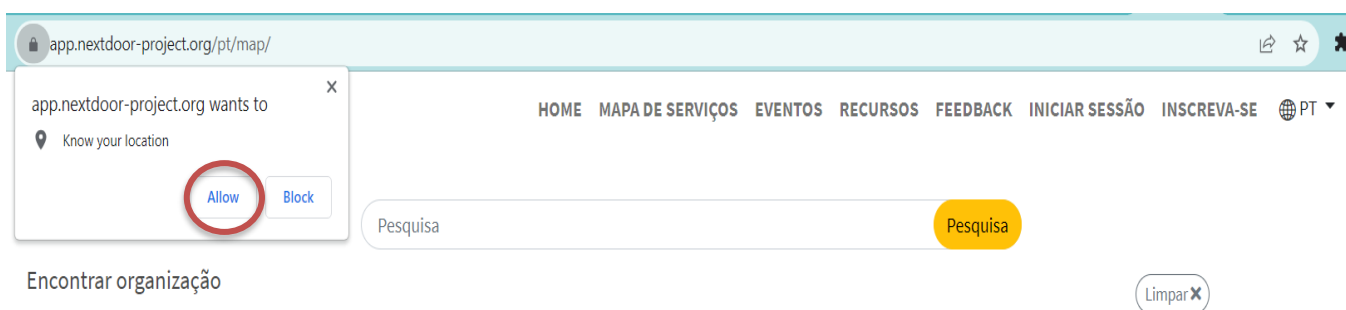 app.nextdoor-project.org/pt/map/
app.nextdoor-project.org wants to
Know your location
Allow Block
HOME MAPA DE SERVIÇOS EVENTOS RECURSOS FEEDBACK INICIAR SESSÃO INSCREVA-SE PT
Pesquisa Pesquisa
Encontrar organização
Limpar